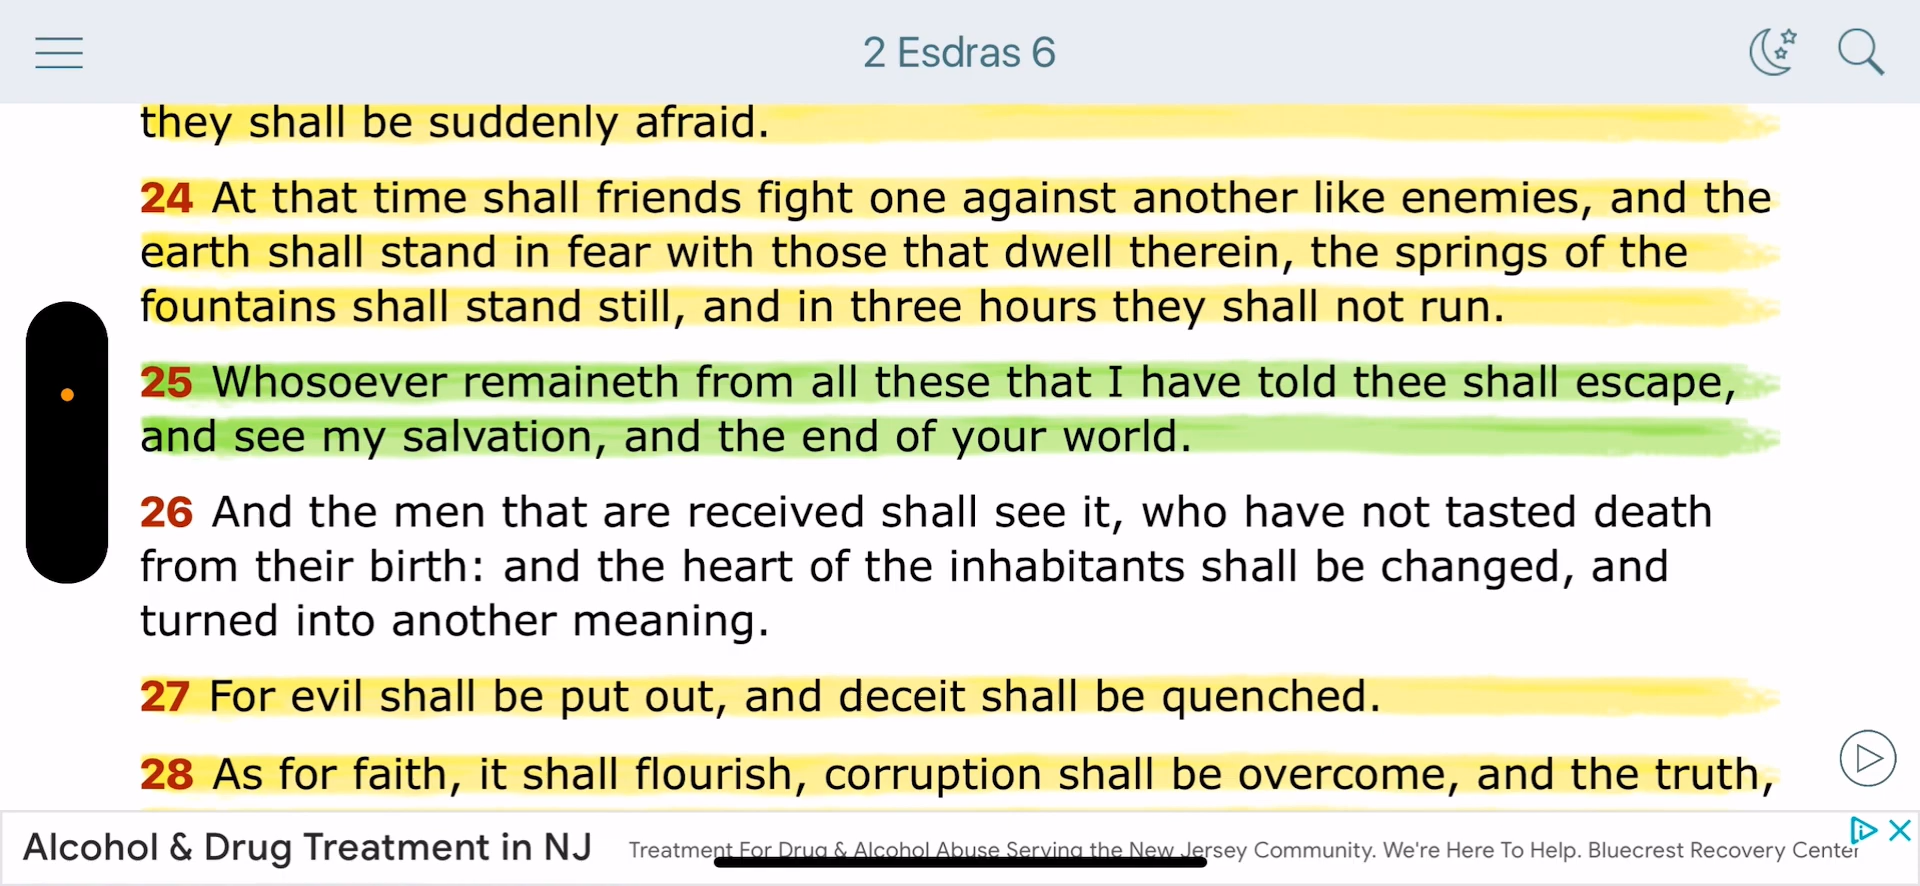 2 Esdras 6
they shall be suddenly afraid.
24 At that time shall friends fight one against another like enemies, and the
earth shall stand in fear with those that dwell therein, the springs of the
fountains shall stand still, and in three hours they shall not run.
25 Whosoever remaineth from all these that I have told thee shall escape,
and see my salvation, and the end of your world.
26 And the men that are received shall see it, who have not tasted death
from their birth: and the heart of the inhabitants shall be changed, and
turned into another meaning.
27 For evil shall be put out, and deceit shall be quenched.
28 As for faith, it shall flourish, corruption shall be overcome, and the truth,
Alcohol & Drug Treatment in NJ
Treatment For Drug & Alcohol Abuse Serving the New Jersey Community. We're Here To Help. Bluecrest Recovery Center